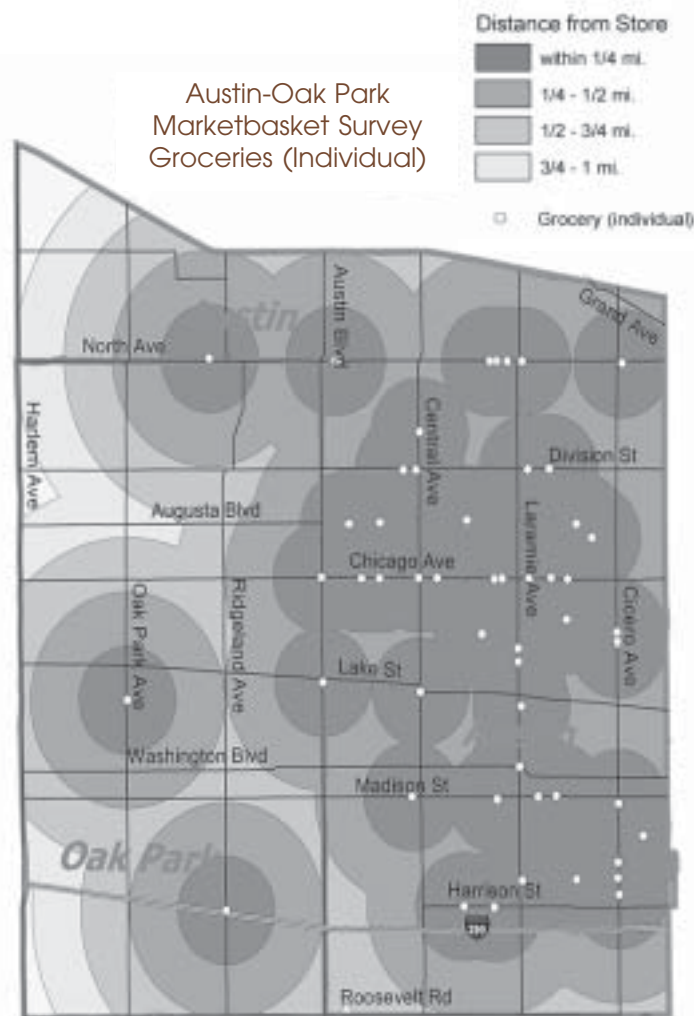 Distance from Store
within 1/4 mi.
1/4 - 1/2 mi.
1/2 - 3/4 mi.
3/4 - 1 mi.
Grocery (individual)
Austin-Oak Park
Marketbasket Survey
Groceries (Individual)
Austin
Austin Blvd
Grand Ave
North Ave
Harlem Ave
Central Ave
Division St
Augusta Blvd
Laramie Ave
Chicago Ave
Oak Park Ave
Ridgeland Ave
Cicero Ave
Lake St
Washington Blvd
Madison St
Oak Park
Harrison St
290
Roosevelt Rd